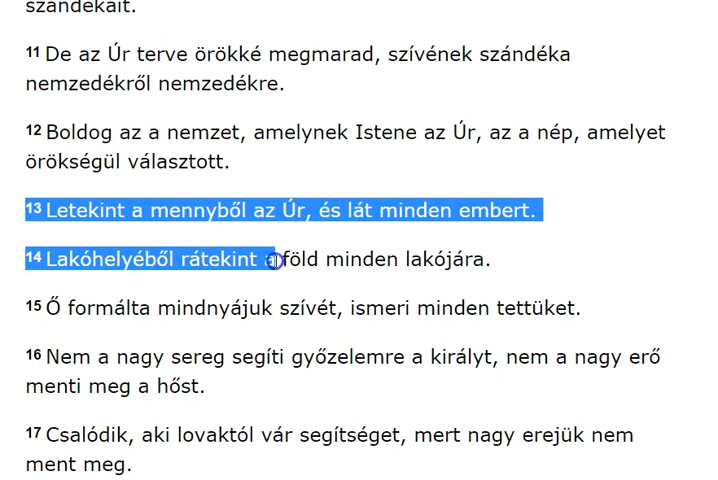 szándékait.
11 De az Úr terve örökké megmarad, szívének szándéka
nemzedékről nemzedékre.
12 Boldog az a nemzet, amelynek Istene az Úr, az a nép, amelyet
örökségül választott.
13 Letekint a mennyből az Úr, és lát minden embert.
14 Lakóhelyéből rátekint a föld minden lakójára.
15 Ő formálta mindnyájuk szívét, ismeri minden tettüket.
16 Nem a nagy sereg segíti győzelemre a királyt, nem a nagy erő
menti meg a hőst.
17 Csalódik, aki lovaktól vár segítséget, mert nagy erejük nem
ment meg.